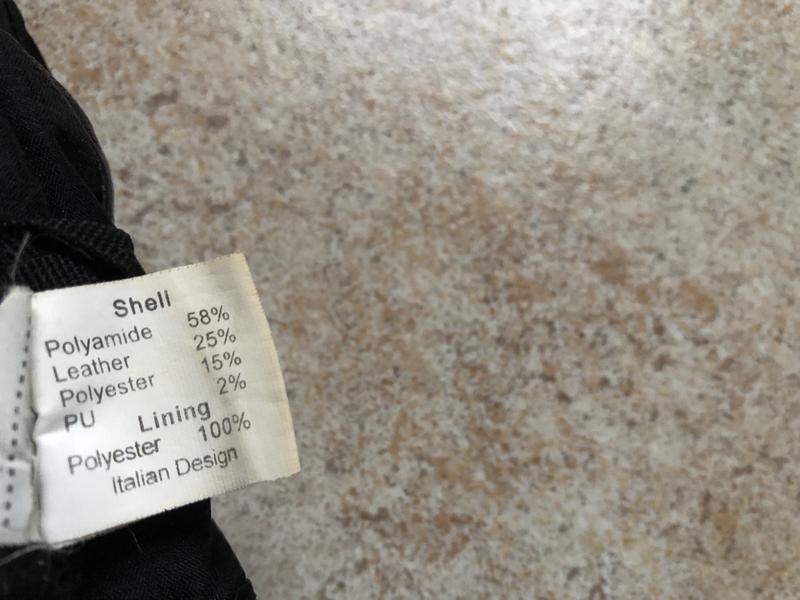 Shell
Polyamide 58%
Leather 25%
Polyester 15%
PU 2%
Lining
Polyester 100%
Italian Design